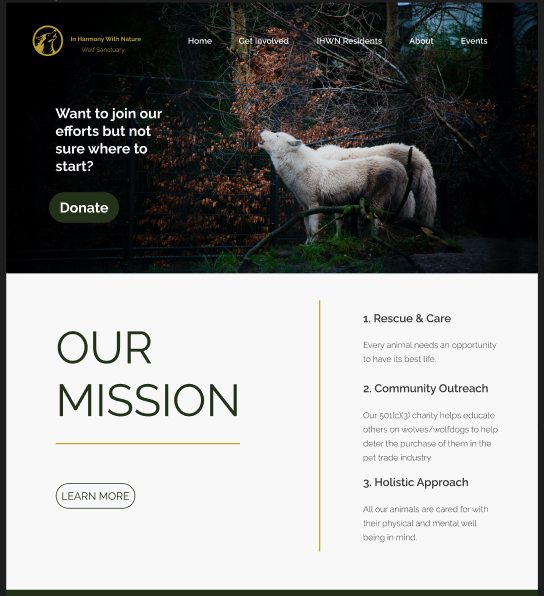 In Harmony With Nature
Wolf Sanctuary
Home
Get Involved
IHWN Residents
About
Events
Want to join our
efforts but not
sure where to
start?
Donate
OUR
MISSION
LEARN MORE
1. Rescue & Care
Every animal needs an opportunity
to have its best life.
2. Community Outreach
Our 501(c)(3) charity helps educate
others on wolves/wolfdogs to help
deter the purchase of them in the
pet trade industry
3. Holistic Approach
All our animals are cared for with
their physical and mental well
being in mind.